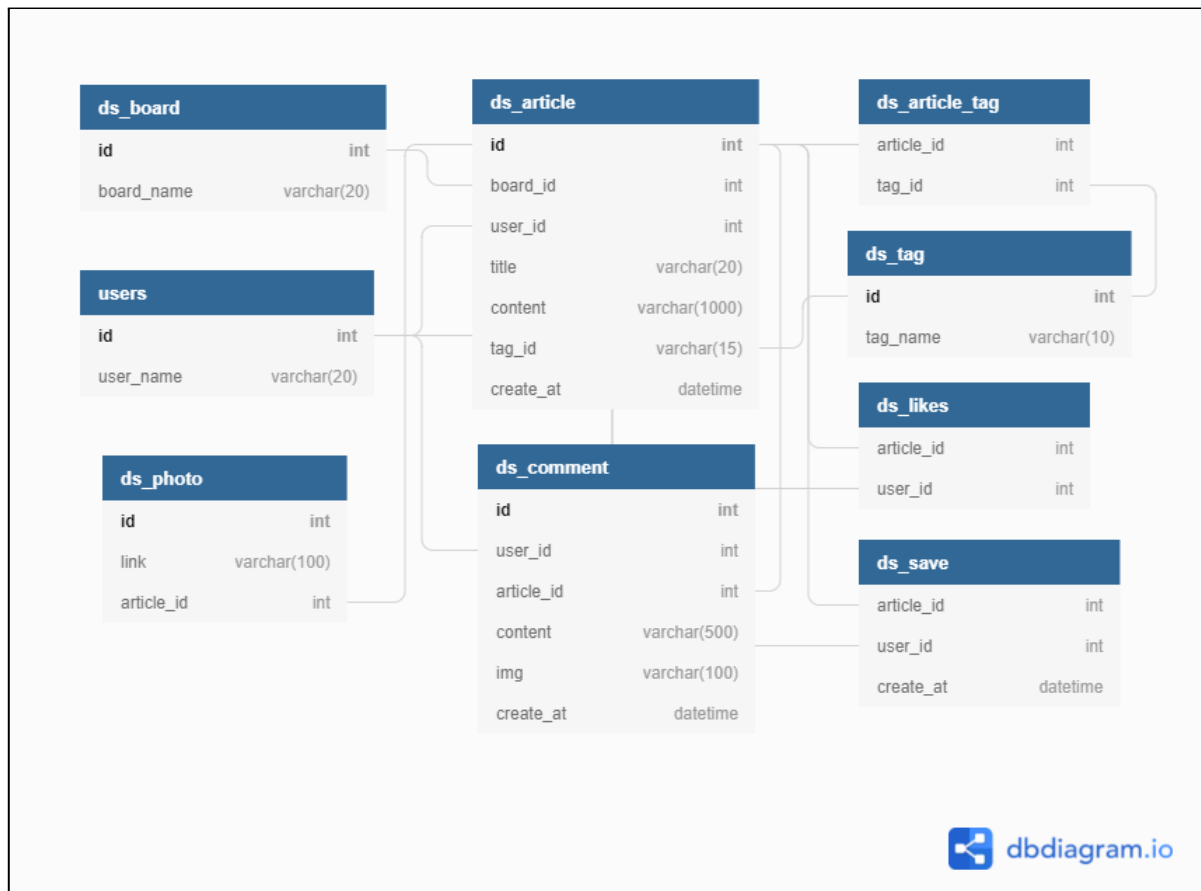 ds_board
id int
board_name varchar(20)
users
id int
user_name varchar(20)
ds_photo
id int
link varchar(100)
article_id int
ds_article
id int
board_id int
user_id int
title varchar(20)
content varchar(1000)
tag_id varchar(15)
create_at datetime
ds_comment
id int
user_id int
article_id int
content varchar(500)
img varchar(100)
create_at datetime
ds_article_tag
article_id int
tag_id int
ds_tag
id int
tag_name varchar(10)
ds_likes
article_id int
user_id int
ds_save
article_id int
user_id int
create_at datetime
dbdiagram.io